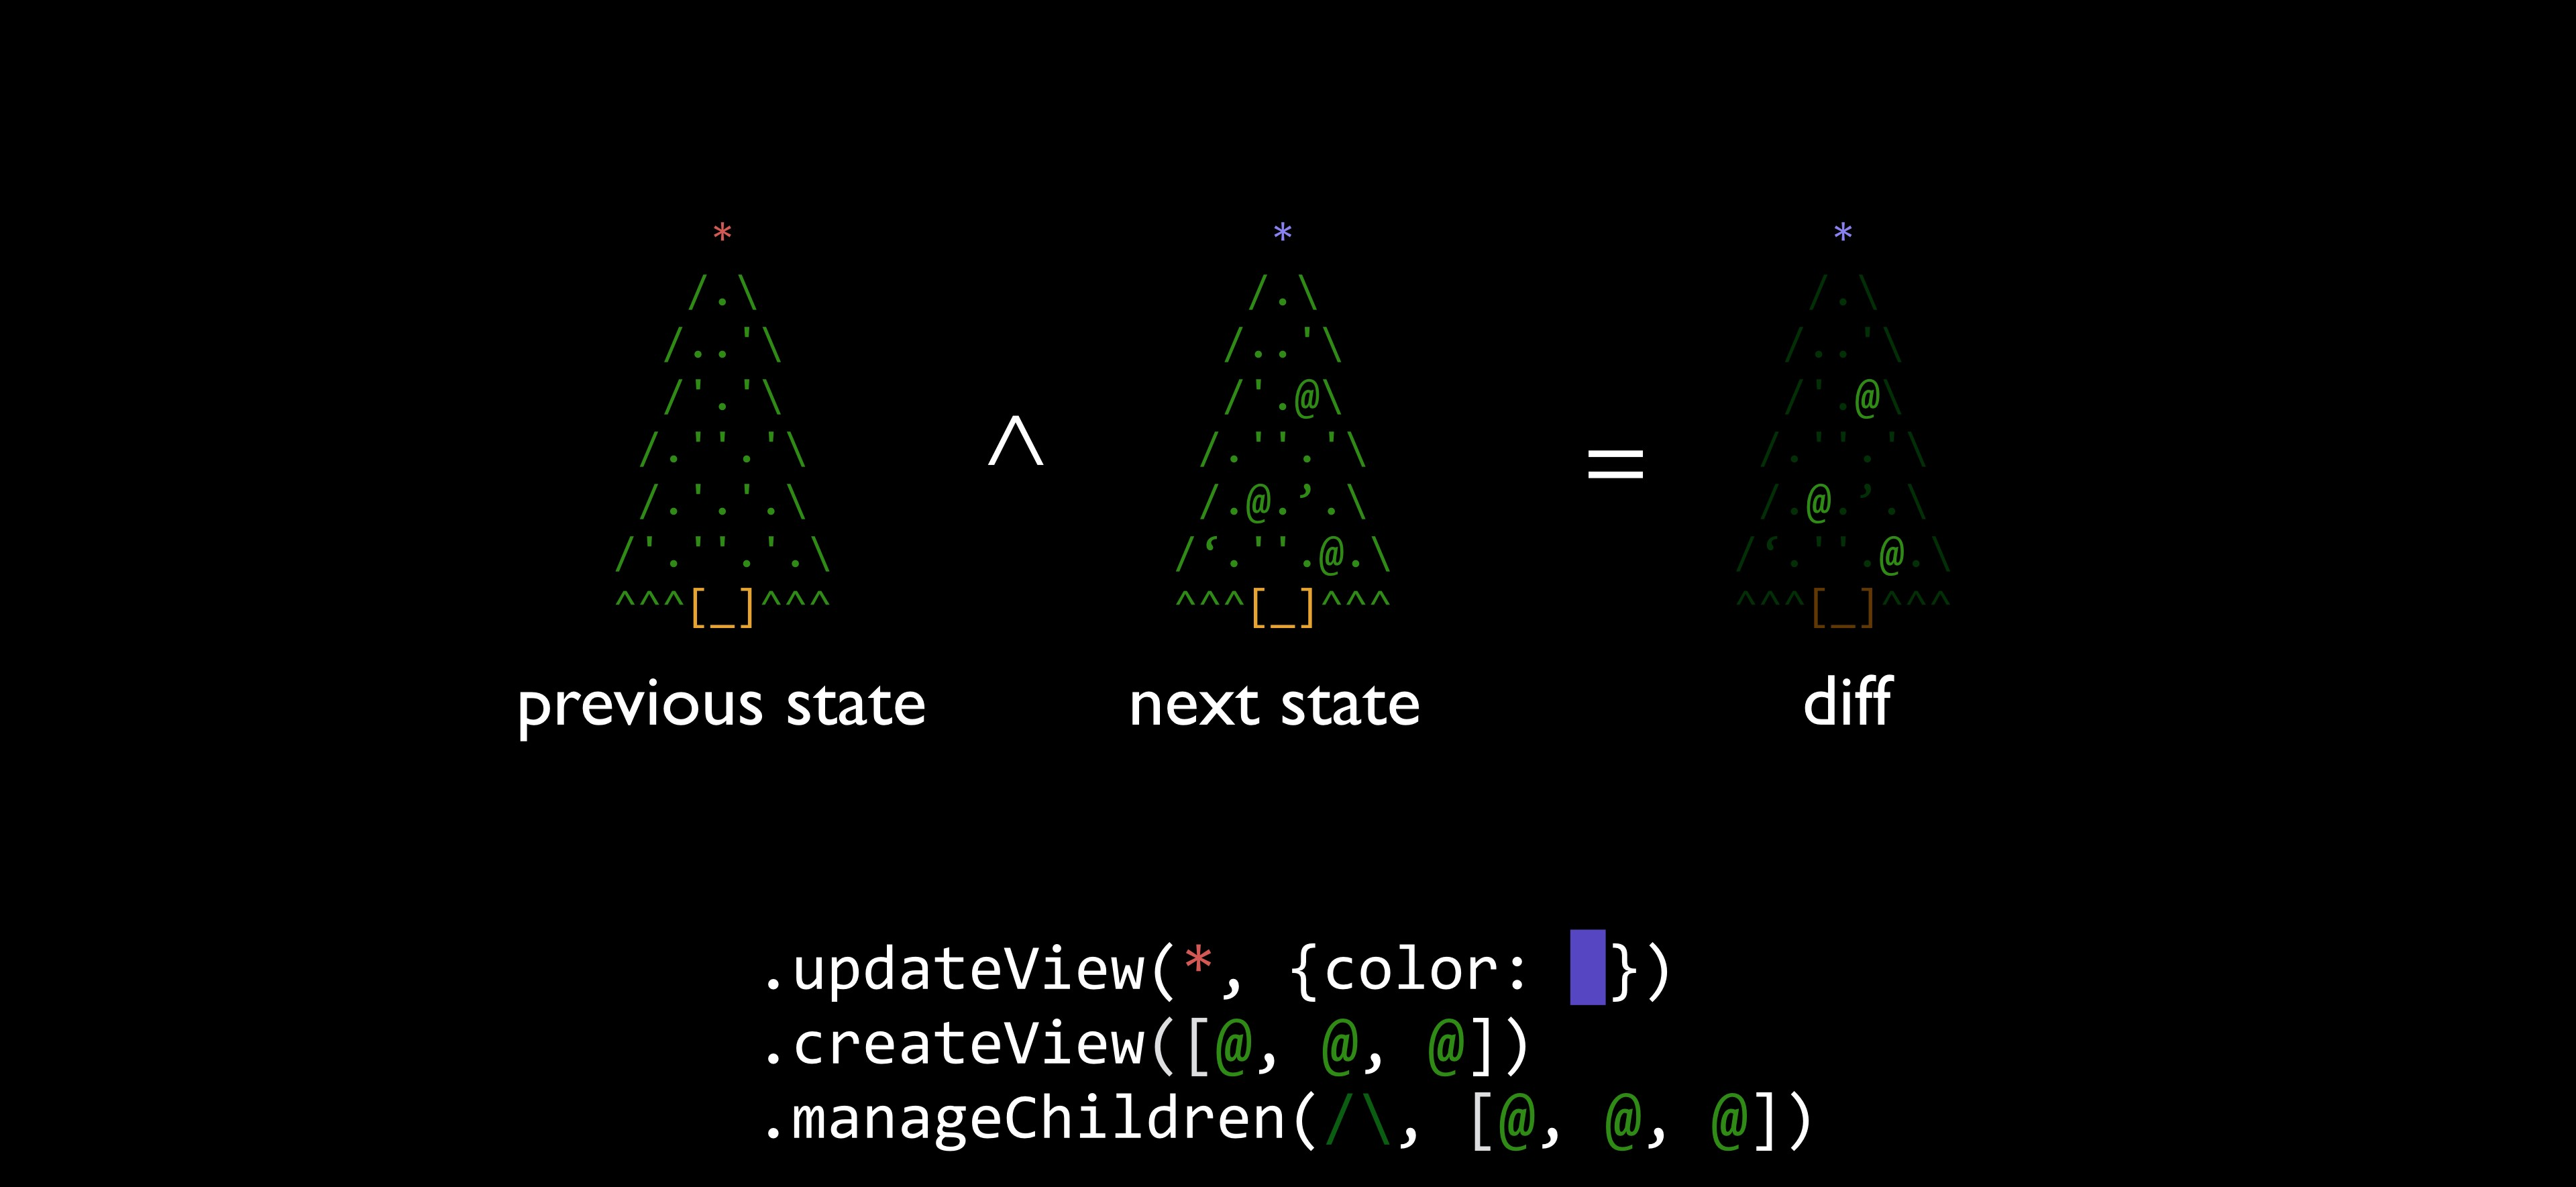 * * *
/.\ /.\ /.\
/..'\ /..'\ /..'\
/'.'\ /'.@\ /'.@\
^ =
/.''.'\ /.''.'\ /.''.'\
/.'.'.\ /.@.’.\ /.@.’.\
/'.''.'.\ /‘.''.@.\ /‘.''.@.\
^^^[_]^^^ ^^^[_]^^^ ^^^[_]^^^
previous state next state diff
.updateView(*, {color: })
.createView([@, @, @])
.manageChildren(/\, [@, @, @])